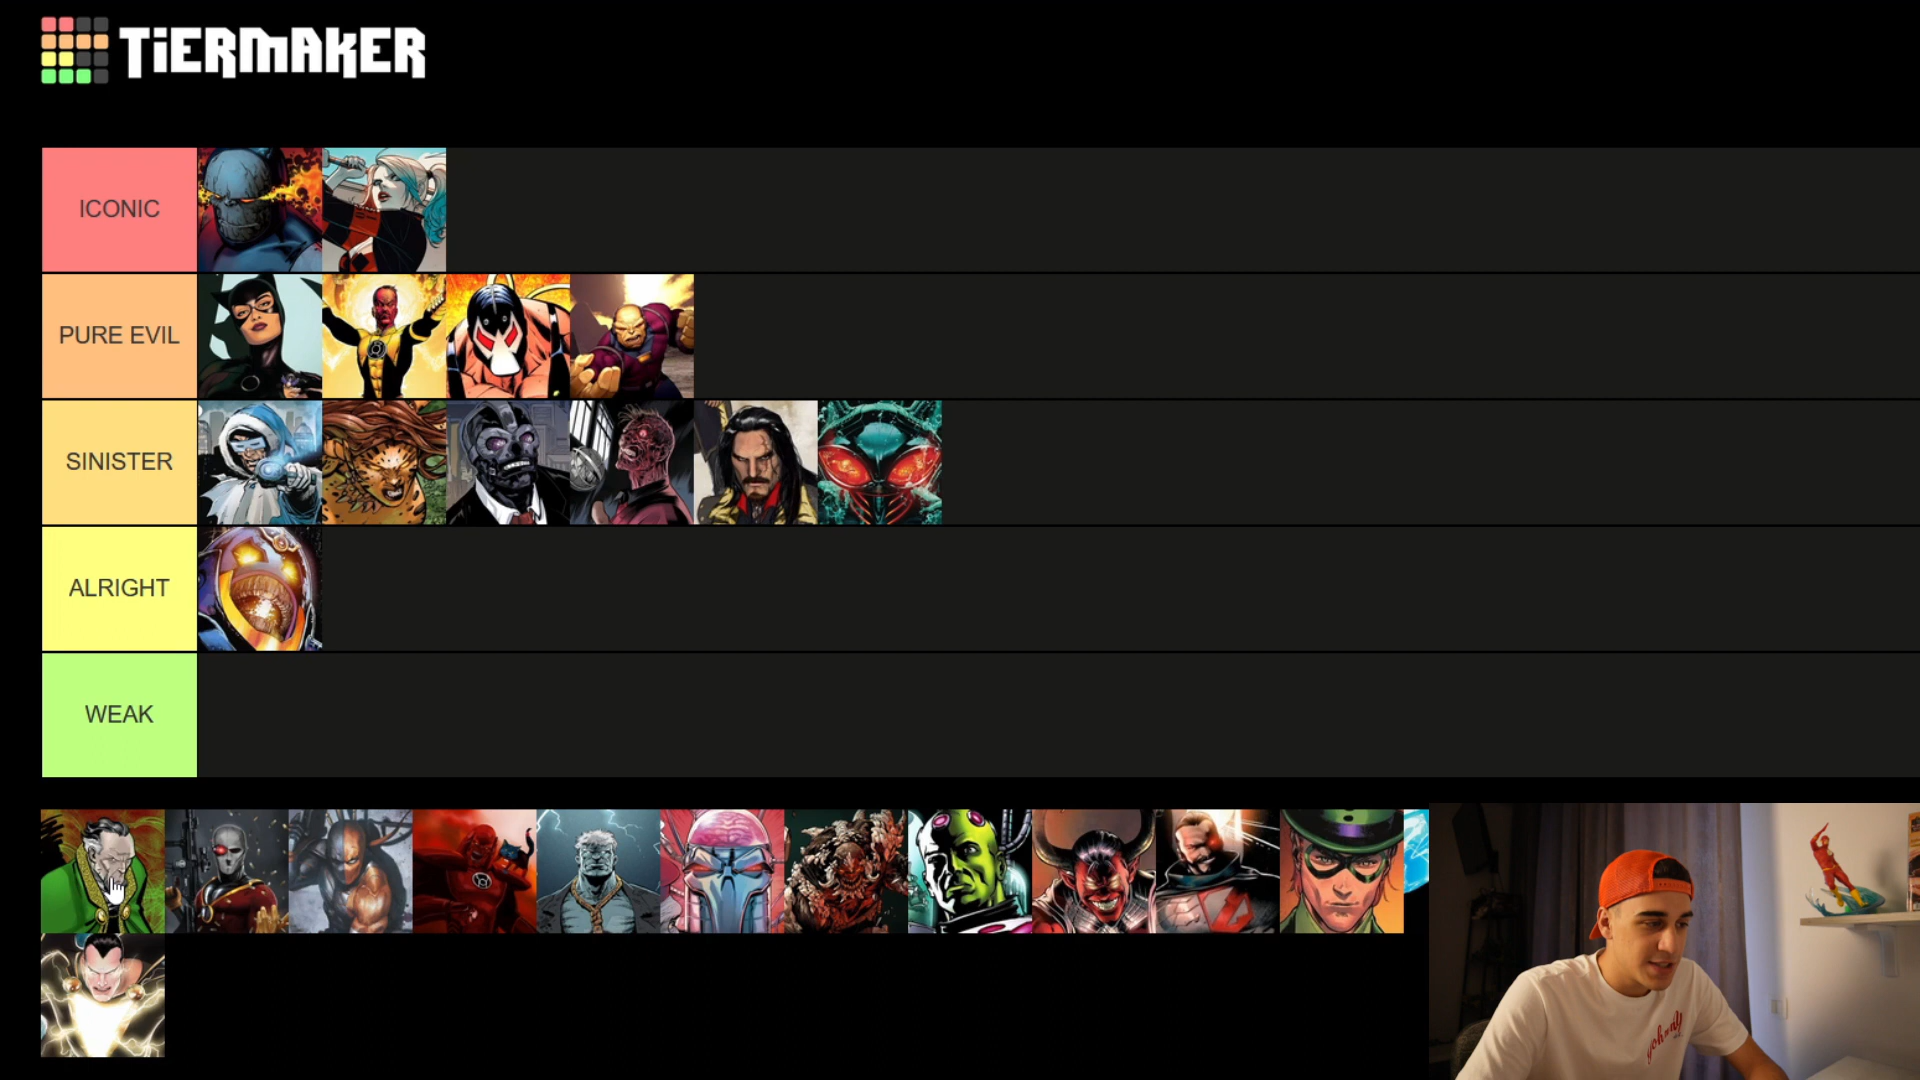 TiERMAKER
ICONIC
PURE EVIL
SINISTER
ALRIGHT
WEAK